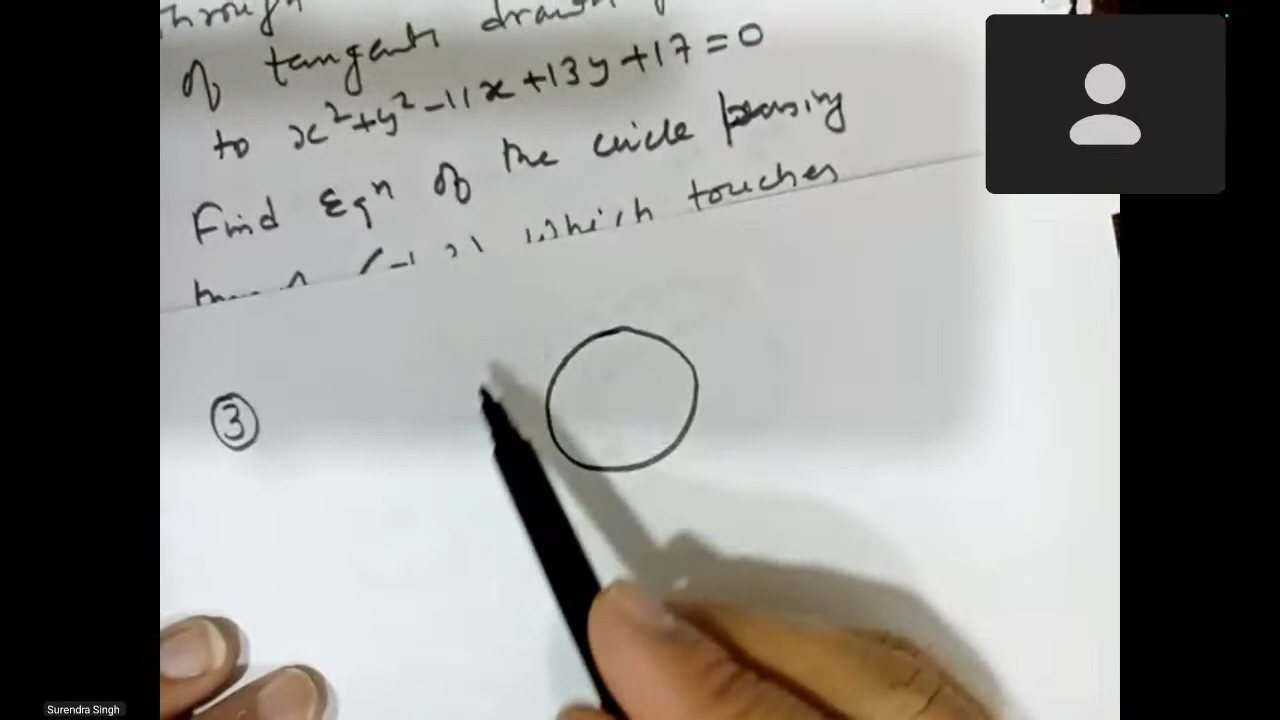 through
of tangents drawn
to x²+y²-11x+13y+17=0
Find Eqⁿ of the circle passing
which touches
③
Surendra Singh